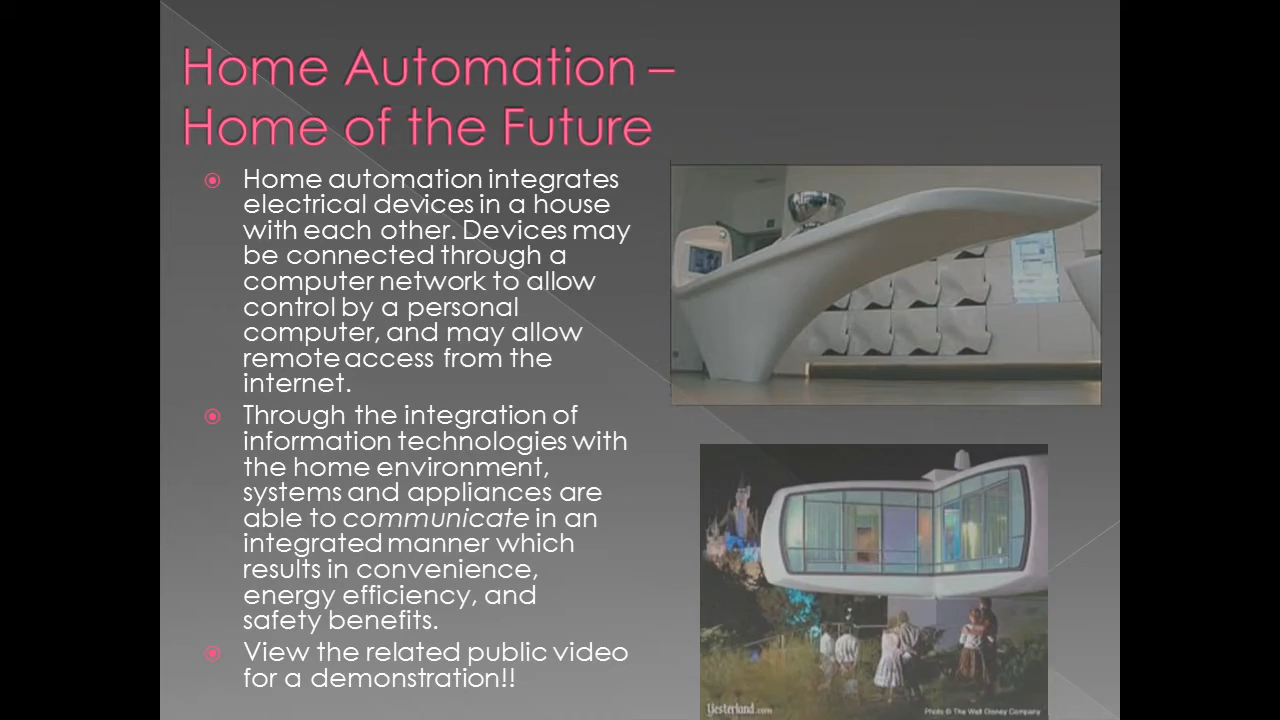 Home Automation –
Home of the Future
Home automation integrates
electrical devices in a house
with each other. Devices may
be connected through a
computer network to allow
control by a personal
computer, and may allow
remote access from the
internet.
Through the integration of
information technologies with
the home environment,
systems and appliances are
able to communicate in an
integrated manner which
results in convenience,
energy efficiency, and
safety benefits.
View the related public video
for a demonstration!!
Yesterland.com
Photo © The Walt Disney Company